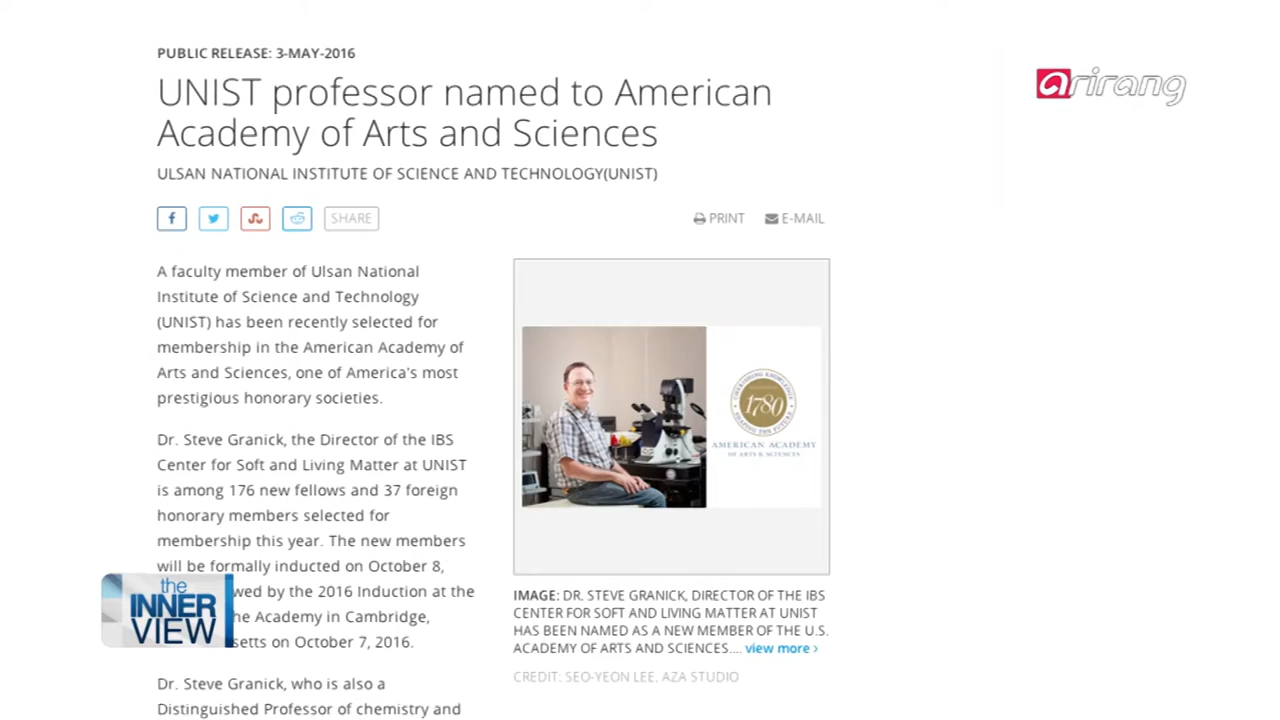 PUBLIC RELEASE: 3-MAY-2016
arirang
UNIST professor named to American
Academy of Arts and Sciences
ULSAN NATIONAL INSTITUTE OF SCIENCE AND TECHNOLOGY(UNIST)
SHARE
PRINT
E-MAIL
A faculty member of Ulsan National
Institute of Science and Technology
(UNIST) has been recently selected for
membership in the American Academy of
Arts and Sciences, one of America's most
prestigious honorary societies.
Dr. Steve Granick, the Director of the IBS
Center for Soft and Living Matter at UNIST
is among 176 new fellows and 37 foreign
honorary members selected for
membership this year. The new members
will be formally inducted on October 8,
wed by the 2016 Induction at the
he Academy in Cambridge,
setts on October 7, 2016.
Dr. Steve Granick, who is also a
Distinguished Professor of chemistry and
CHERISHING KNOWLEDGE
1780
SHAPING THE FUTURE
AMERICAN ACADEMY
OF ARTS & SCIENCES
IMAGE: DR. STEVE GRANICK, DIRECTOR OF THE IBS
CENTER FOR SOFT AND LIVING MATTER AT UNIST
HAS BEEN NAMED AS A NEW MEMBER OF THE U.S.
ACADEMY OF ARTS AND SCIENCES.... view more ›
CREDIT: SEO-YEON LEE, AZA STUDIO
the
INNER
VIEW